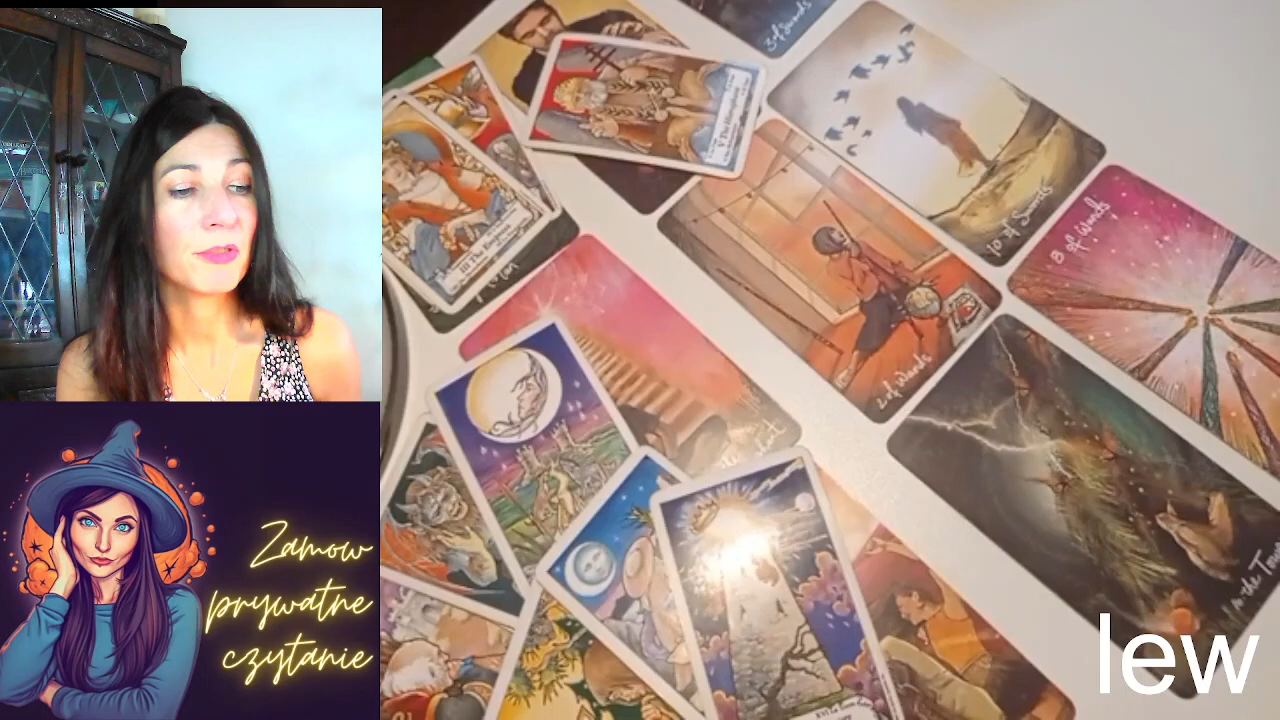 3 of Swords
10 of Swords
8 of Wands
2 of Wands
V The Hierophant
III The Empress
Zamow
prywatne
czytanie
lew